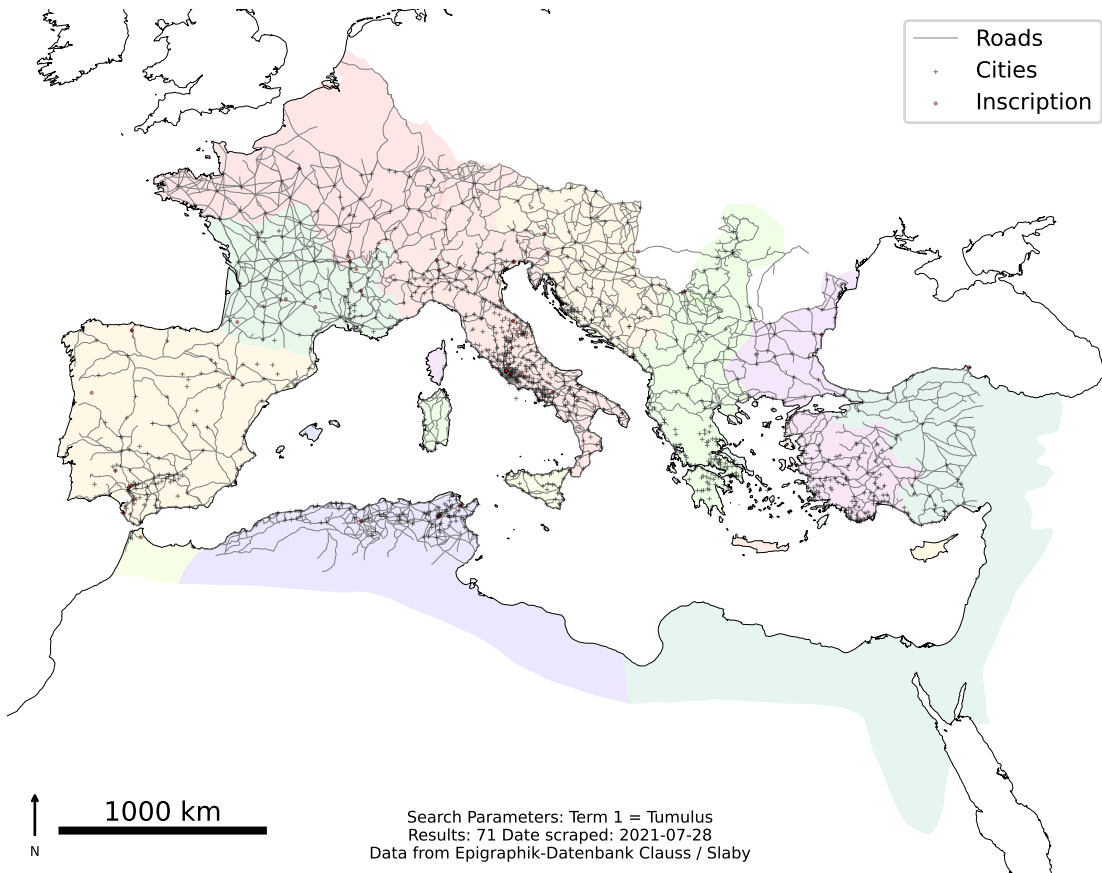 Roads
Cities
Inscription
1000 km
N
Search Parameters: Term 1 = Tumulus
Results: 71 Date scraped: 2021-07-28
Data from Epigraphik-Datenbank Clauss / Slaby